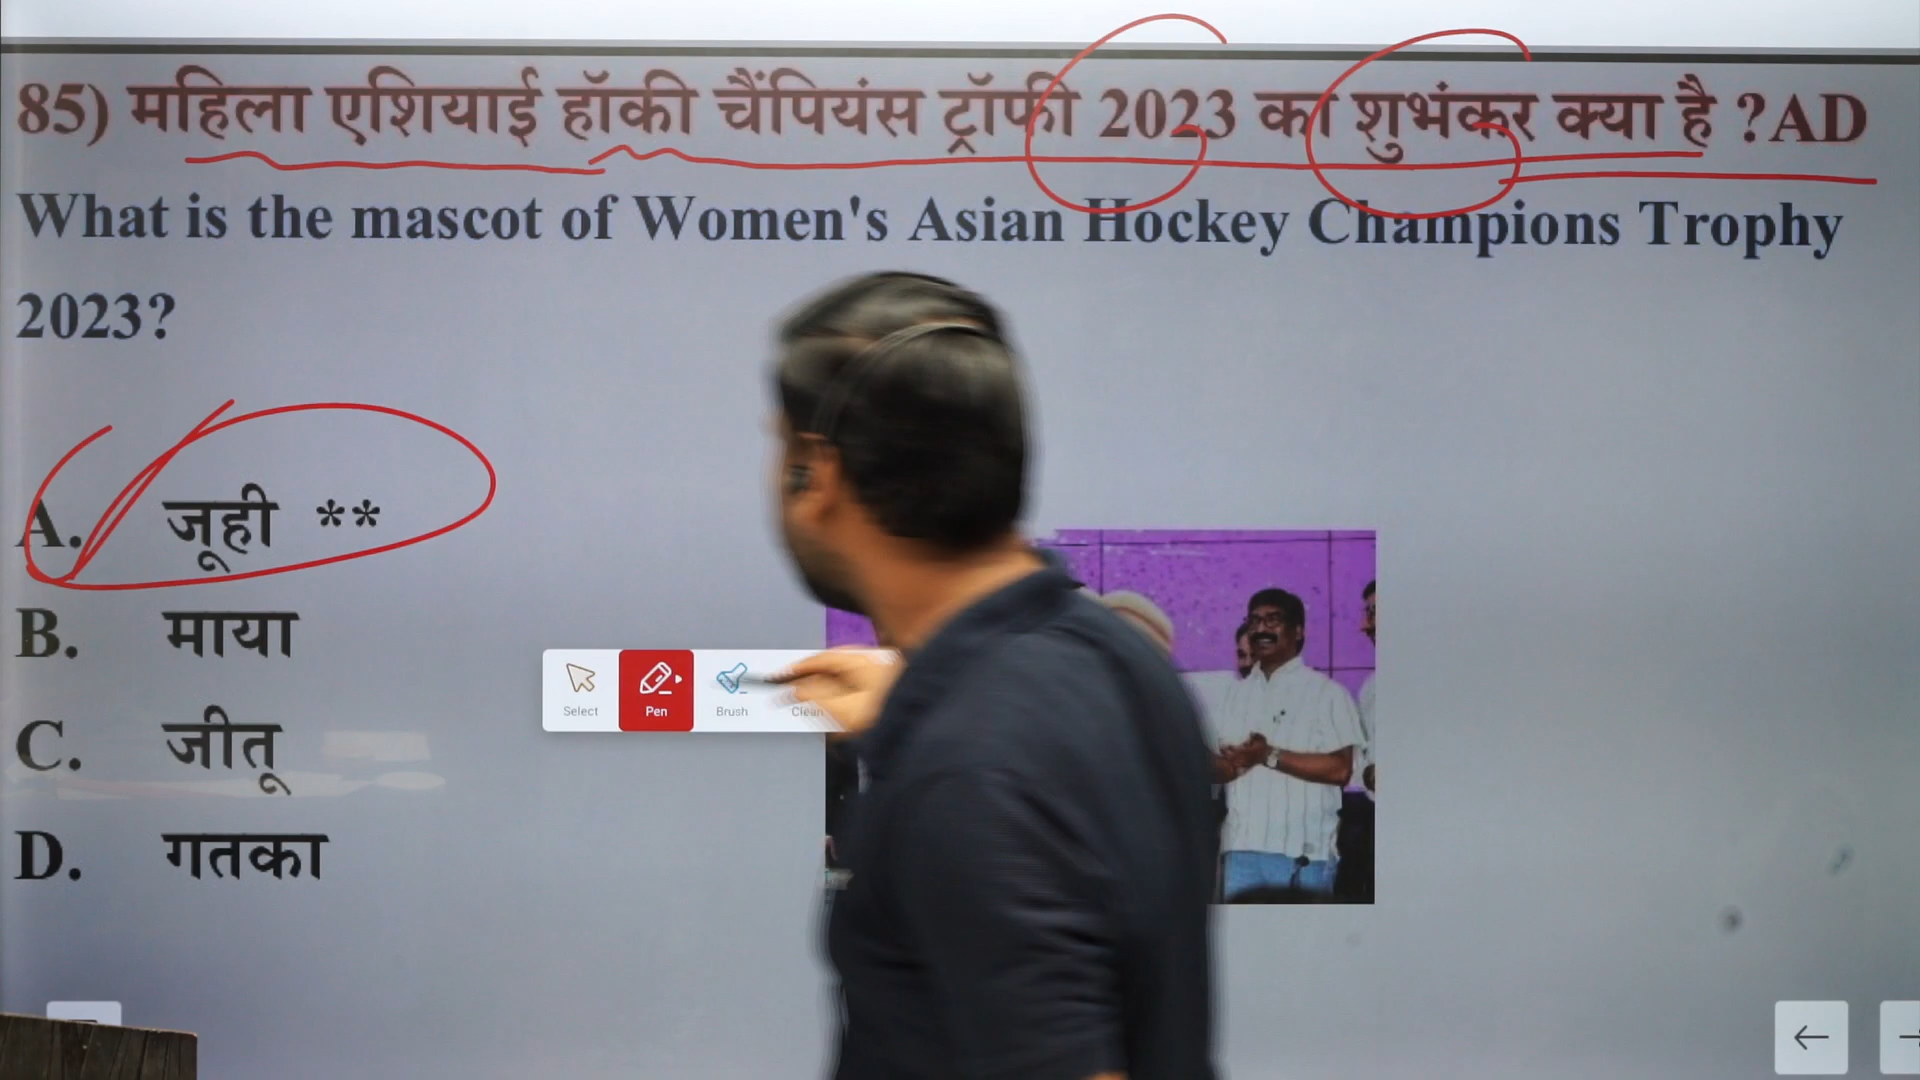 85) महिला एशियाई हॉकी चैंपियंस ट्रॉफी 2023 का शुभंकर क्या है ?AD
What is the mascot of Women's Asian Hockey Champions Trophy
2023?
A. जूही **
B. माया
C. जीतू
D. गतका
Select Pen Brush Clean